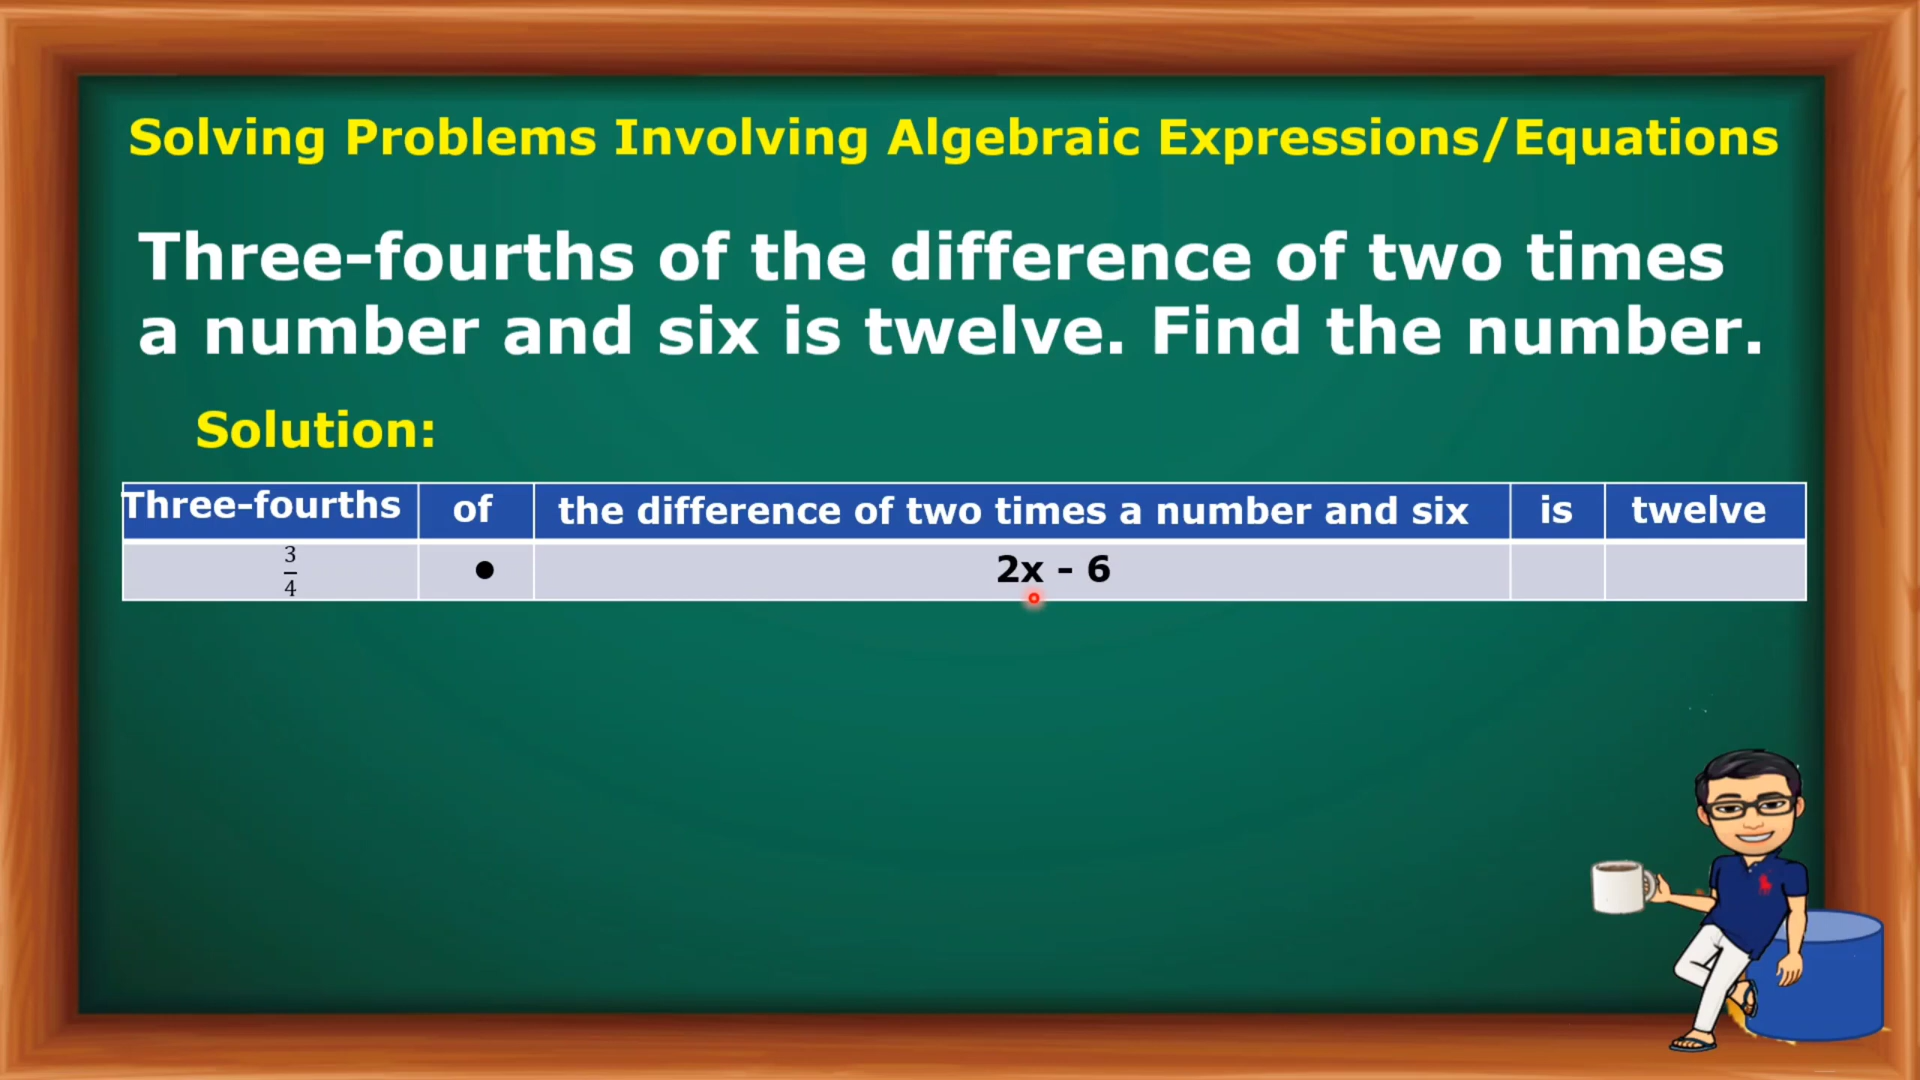 Solving Problems Involving Algebraic Expressions/Equations
Three-fourths of the difference of two times
a number and six is twelve. Find the number.
Solution:
Three-fourths of the difference of two times a number and six is twelve
3/4 • 2x - 6